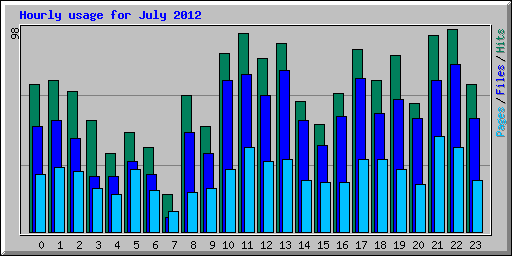 Hourly usage for July 2012
98
Pages/Files/Hits
0 1 2 3 4 5 6 7 8 9 10 11 12 13 14 15 16 17 18 19 20 21 22 23